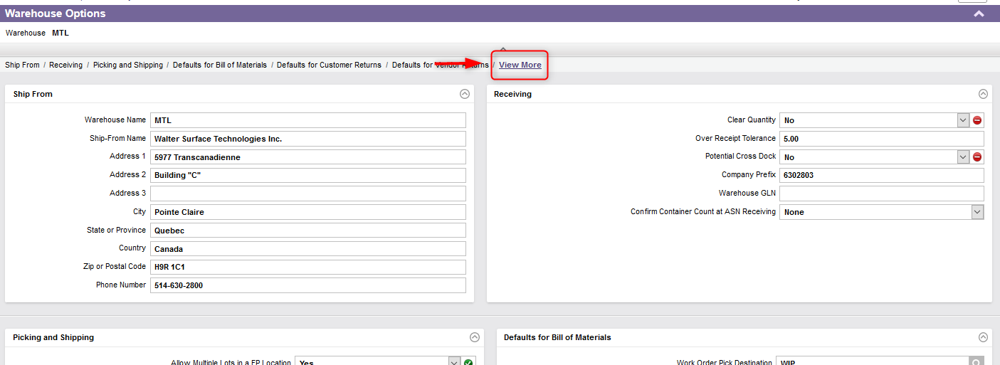 Warehouse Options
Warehouse MTL
Ship From / Receiving / Picking and Shipping / Defaults for Bill of Materials / Defaults for Customer Returns / Defaults for Vendor Returns / View More
Ship From
Warehouse Name MTL
Ship-From Name Walter Surface Technologies Inc.
Address 1 5977 Transcanadienne
Address 2 Building "C"
Address 3
City Pointe Claire
State or Province Quebec
Country Canada
Zip or Postal Code H9R 1C1
Phone Number 514-630-2800
Receiving
Clear Quantity No
Over Receipt Tolerance 5.00
Potential Cross Dock No
Company Prefix 6302803
Warehouse GLN
Confirm Container Count at ASN Receiving None
Picking and Shipping
Allow Multiple Lots in a FP Location Yes
Defaults for Bill of Materials
Work Order Pick Destination WIP